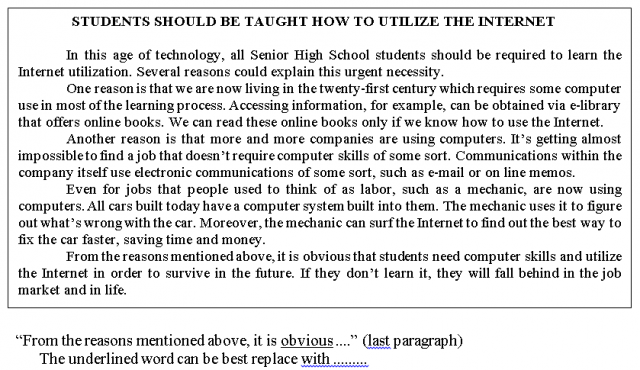 STUDENTS SHOULD BE TAUGHT HOW TO UTILIZE THE INTERNET
In this age of technology, all Senior High School students should be required to learn the
Internet utilization. Several reasons could explain this urgent necessity.
One reason is that we are now living in the twenty-first century which requires some computer
use in most of the learning process. Accessing information, for example, can be obtained via e-library
that offers online books. We can read these online books only if we know how to use the Internet.
Another reason is that more and more companies are using computers. It's getting almost
impossible to find a job that doesn't require computer skills of some sort. Communications within the
company itself use electronic communications of some sort, such as e-mail or on line memos.
Even for jobs that people used to think of as labor, such as a mechanic, are now using
computers. All cars built today have a computer system built into them. The mechanic uses it to figure
out what's wrong with the car. Moreover, the mechanic can surf the Internet to find out the best way to
fix the car faster, saving time and money.
From the reasons mentioned above, it is obvious that students need computer skills and utilize
the Internet in order to survive in the future. If they don't learn it, they will fall behind in the job
market and in life.
“From the reasons mentioned above, it is obvious ....” (last paragraph)
The underlined word can be best replace with .........